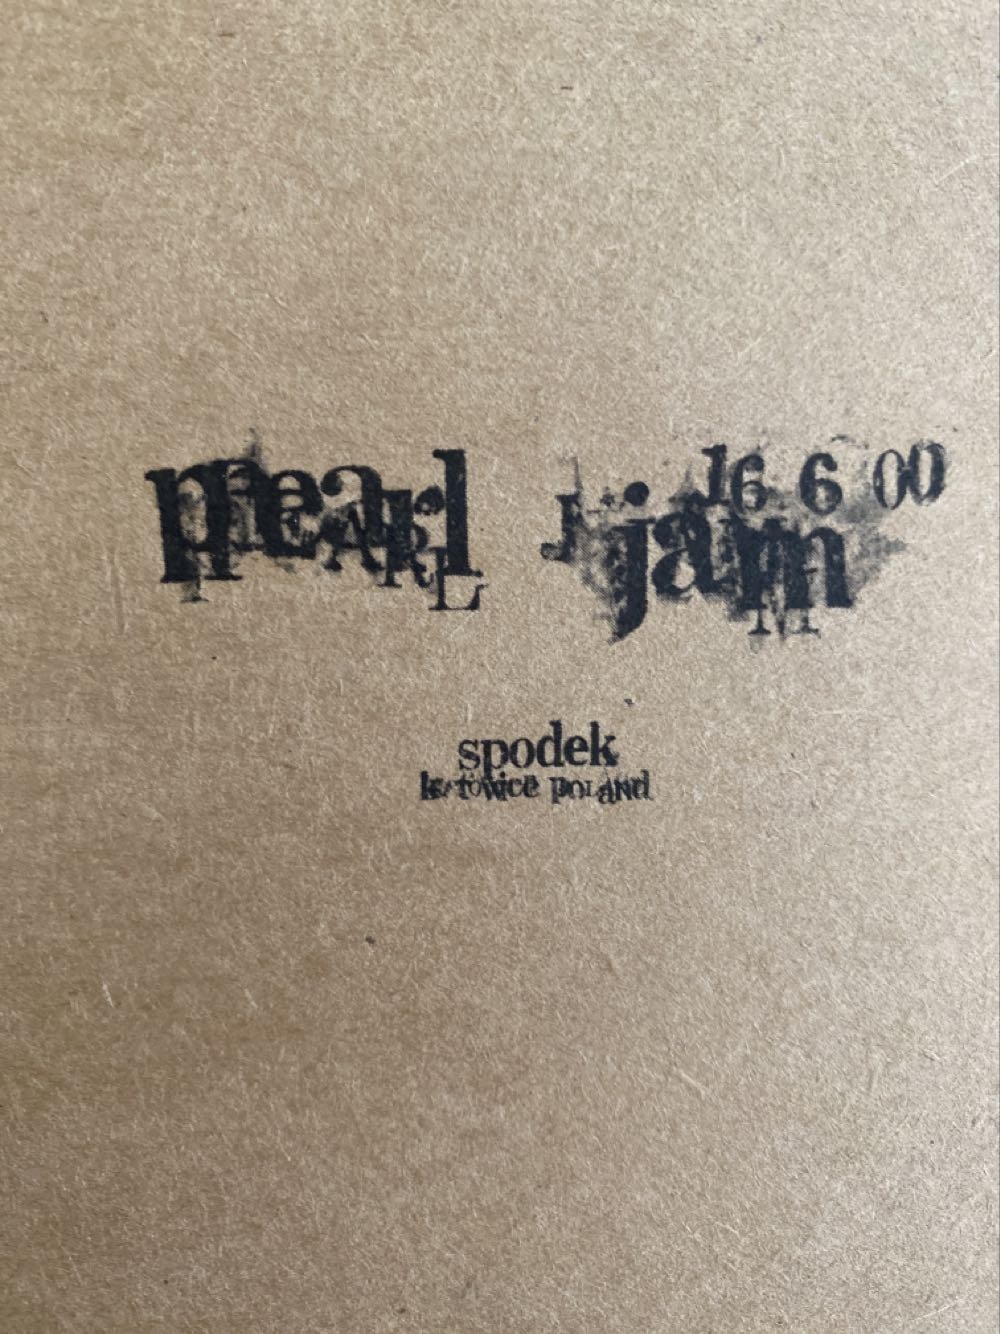 pearl jam 16 6 00
spodek
katowice poland